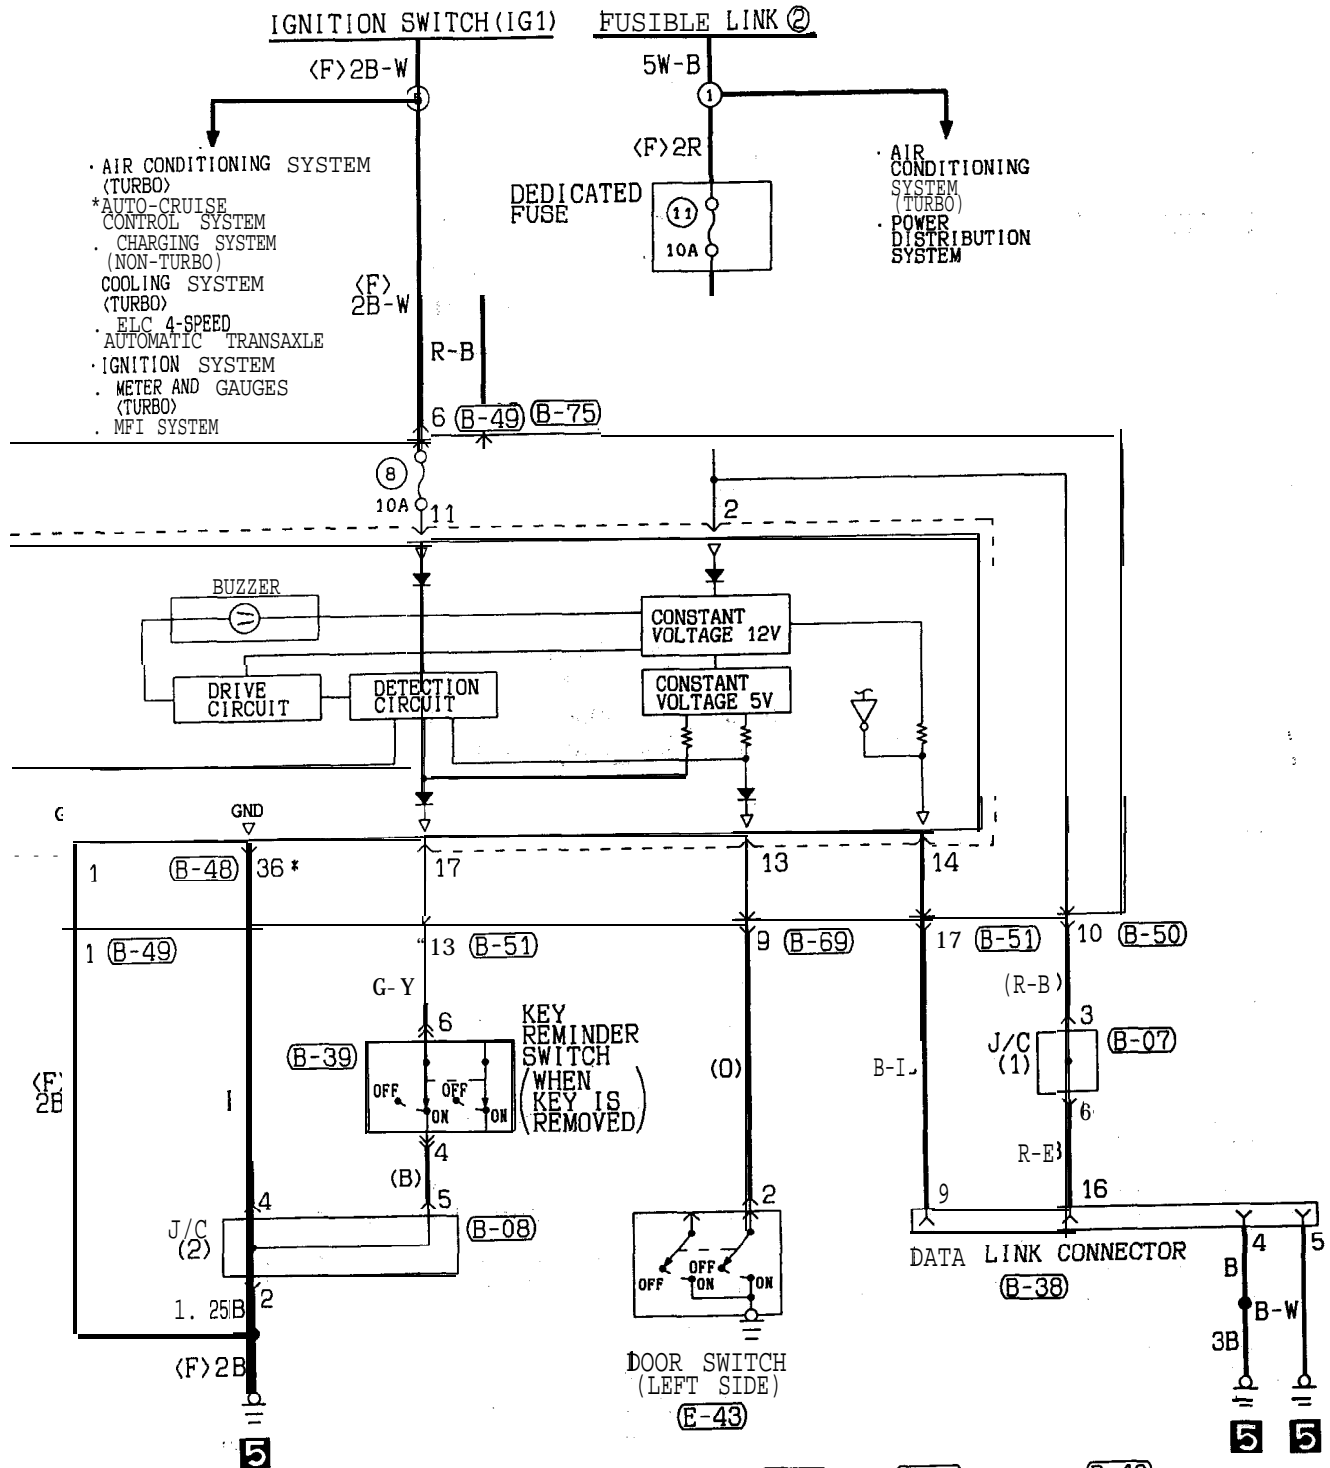 IGNITION SWITCH(IG1)
FUSIBLE LINK ②
<F>2B-W
5W-B
1
<F>2R
· AIR CONDITIONING SYSTEM
<TURBO>
*AUTO-CRUISE
CONTROL SYSTEM
. CHARGING SYSTEM
(NON-TURBO)
COOLING SYSTEM
<TURBO>
. ELC 4-SPEED
AUTOMATIC TRANSAXLE
·IGNITION SYSTEM
. METER AND GAUGES
<TURBO>
. MFI SYSTEM
DEDICATED
FUSE
11
10A
· AIR
CONDITIONING
SYSTEM
(TURBO)
· POWER
DISTRIBUTION
SYSTEM
<F>
2B-W
R-B
6 B-49 B-75
8
10A
11
2
BUZZER
CONSTANT
VOLTAGE 12V
DRIVE
CIRCUIT
DETECTION
CIRCUIT
CONSTANT
VOLTAGE 5V
GND
1
B-48 36 *
17
13
14
1 B-49
13 B-51
9 B-69
17 B-51
10 B-50
G-Y
(R-B)
6
3
B-39
KEY
REMINDER
SWITCH
(WHEN
KEY IS
REMOVED)
J/C
(1)
B-07
OFF
ON
OFF
ON
<F>
2B
(O)
6
4
(B)
5
4
9
16
2
J/C
(2)
B-08
2
1. 25B
<F>2B
5
OFF
ON
OFF
ON
DOOR SWITCH
(LEFT SIDE)
E-43
DATA LINK CONNECTOR
B-38
4
5
B
B-W
3B
5
5